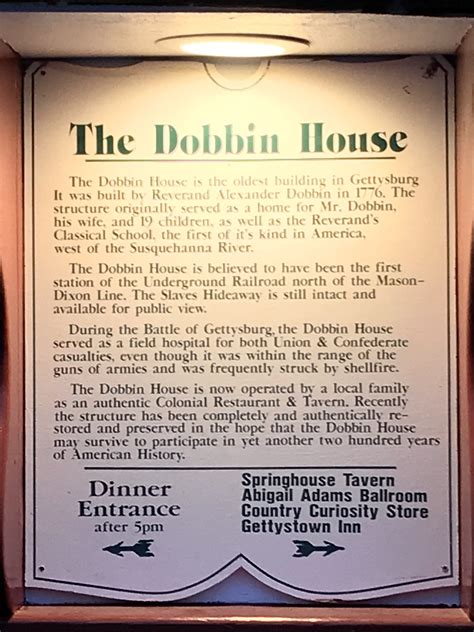 The Dobbin House
The Dobbin House is the oldest building in Gettysburg
It was built by Reverand Alexander Dobbin in 1776. The
structure originally served as a home for Mr. Dobbin,
his wife, and 19 children, as well as the Reverand's
Classical School, the first of it's kind in America,
west of the Susquehanna River.
The Dobbin House is believed to have been the first
station of the Underground Railroad north of the Mason-
Dixon Line. The Slaves Hideaway is still intact and
available for public view.
During the Battle of Gettysburg, the Dobbin House
served as a field hospital for both Union & Confederate
casualties, even though it was within the range of the
guns of armies and was frequently struck by shellfire.
The Dobbin House is now operated by a local family
as an authentic Colonial Restaurant & Tavern. Recently
the structure has been completely and authentically re-
stored and preserved in the hope that the Dobbin House
may survive to participate in yet another two hundred years
of American History.
Dinner
Entrance
after 5pm
Springhouse Tavern
Abigail Adams Ballroom
Country Curiosity Store
Gettystown Inn